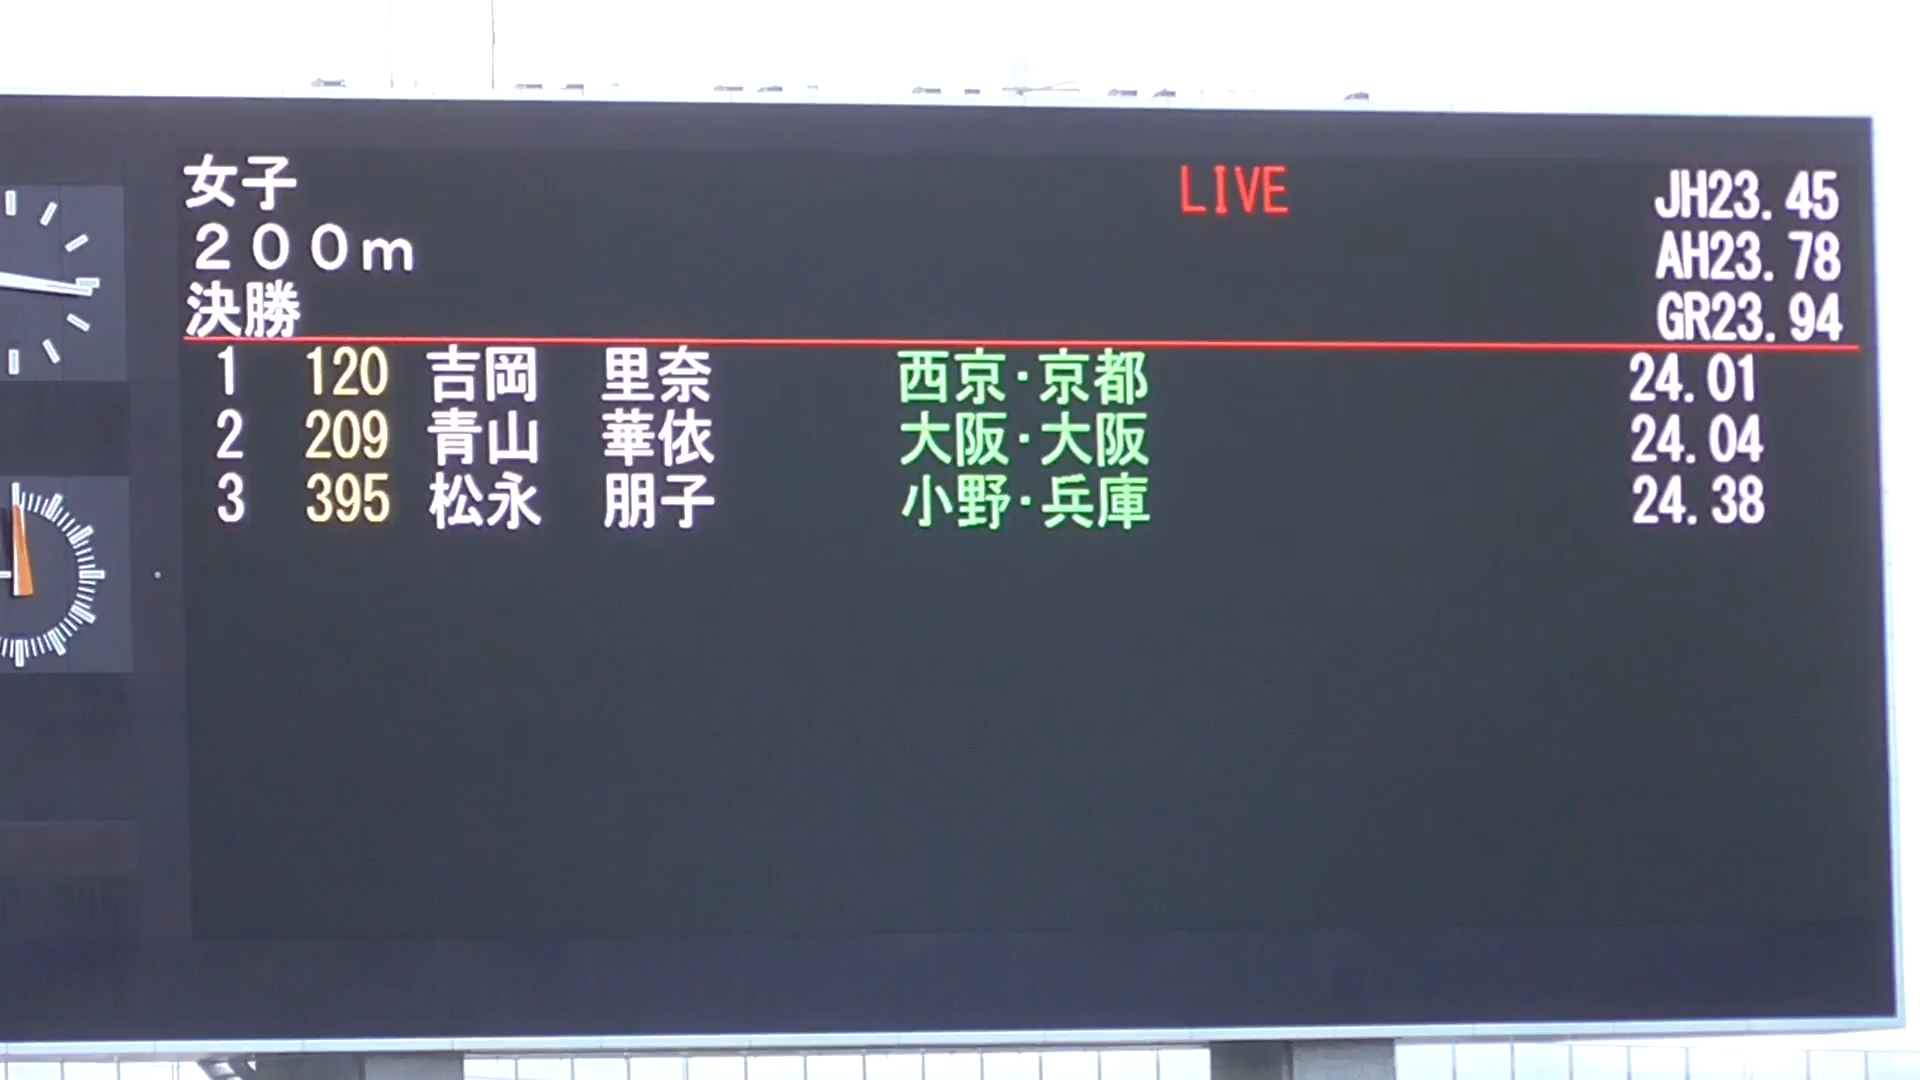 女子
200m
決勝
LIVE
JH23.45
AH23.78
GR23.94
1 120 吉岡 里奈 西京・京都 24.01
2 209 青山 華依 大阪・大阪 24.04
3 395 松永 朋子 小野・兵庫 24.38